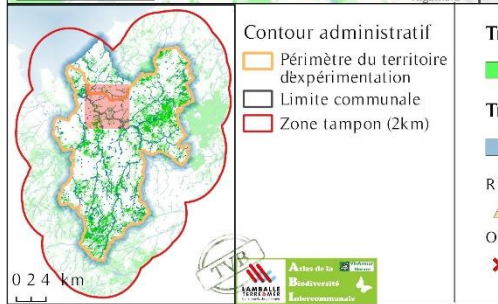 Contour administratif
Périmètre du territoire
dèxpérimentation
Limite communale
Zone tampon (2km)
0 2 4 km
TVB
LAMBALLE
TERRE&MER
Atlas de la
Biodiversité
Intercommunale
T
T
R
O